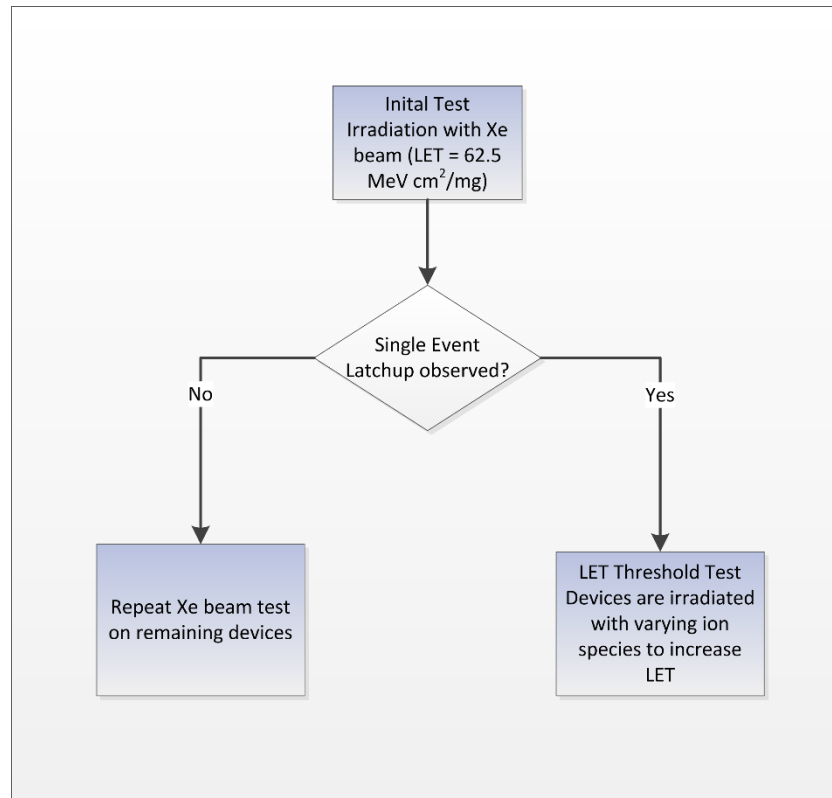 Inital Test
Irradiation with Xe
beam (LET = 62.5
MeV cm²/mg)
Single Event
Latchup observed?
No
Yes
Repeat Xe beam test
on remaining devices
LET Threshold Test
Devices are irradiated
with varying ion
species to increase
LET